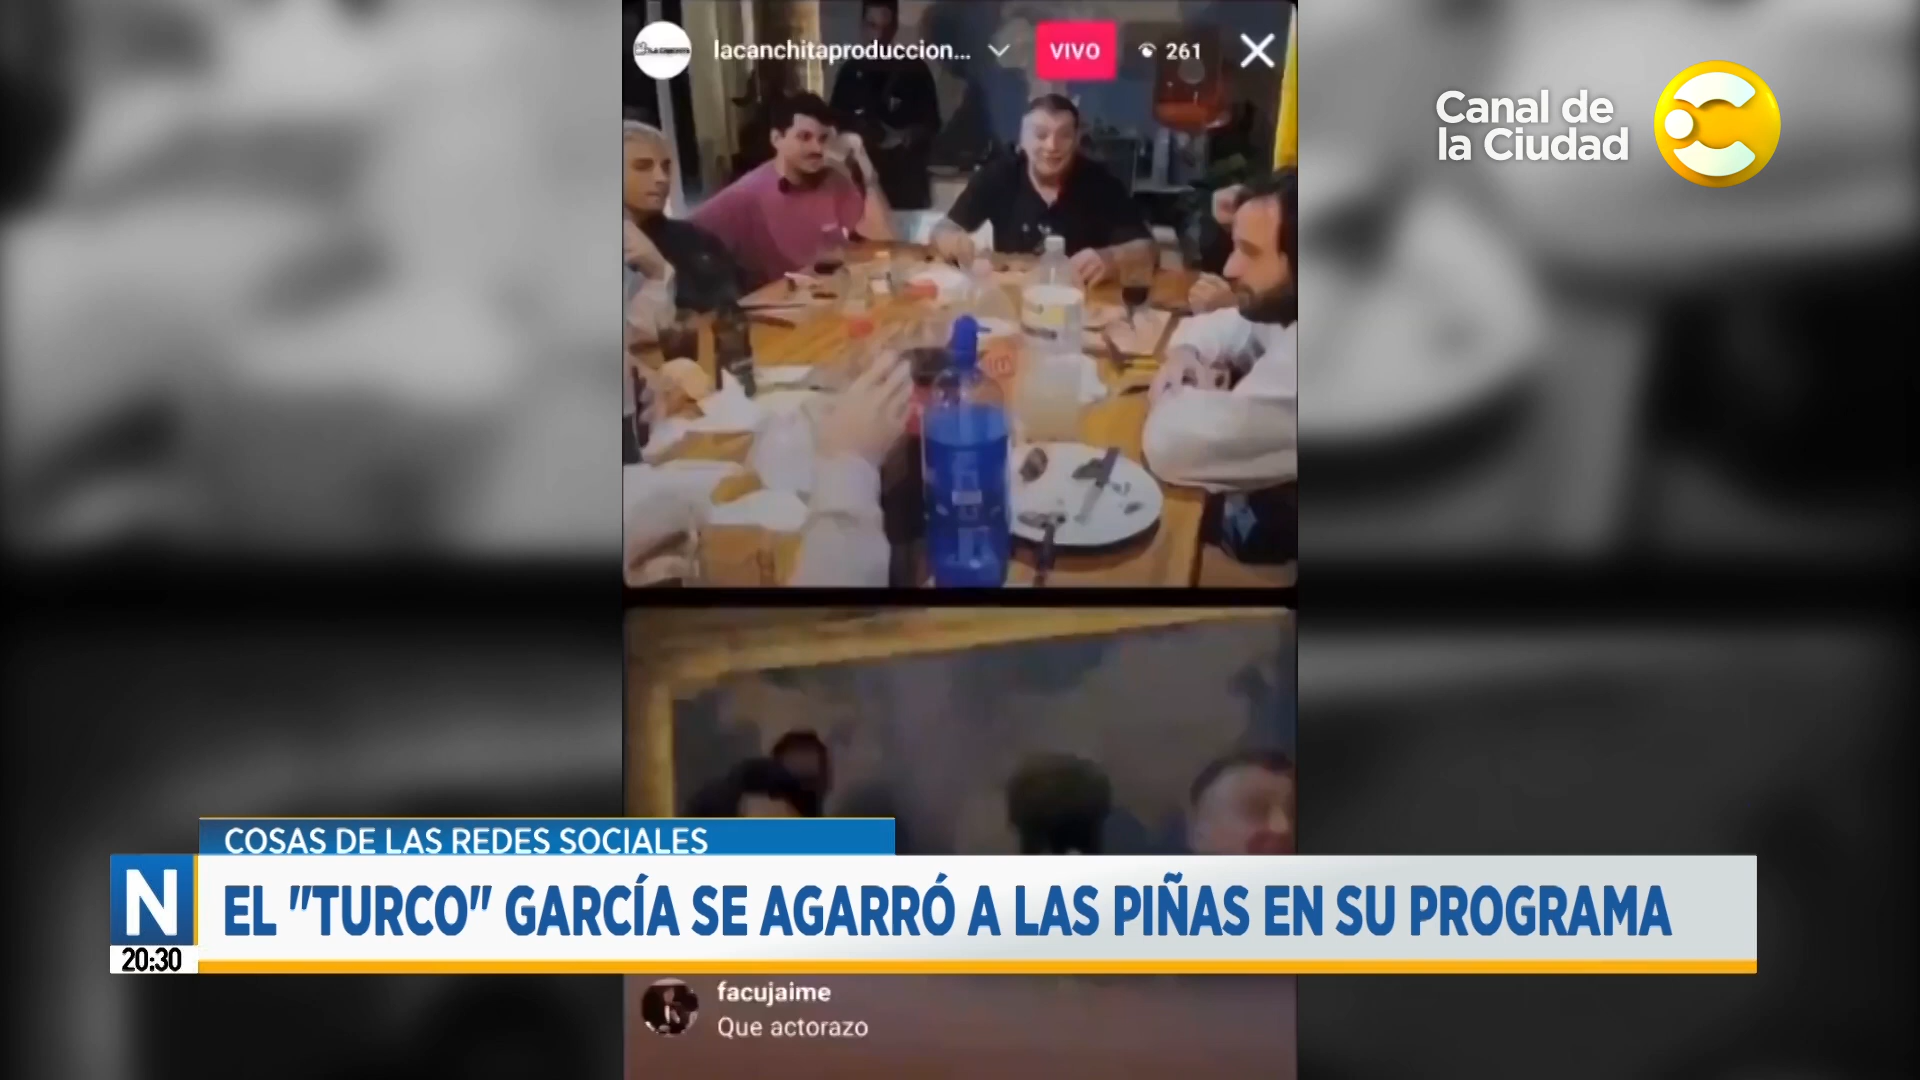 lacanchitaproduccion...
VIVO
261
Canal de
la Ciudad
COSAS DE LAS REDES SOCIALES
N
EL "TURCO" GARCÍA SE AGARRÓ A LAS PIÑAS EN SU PROGRAMA
20:30
facujaime
Que actorazo